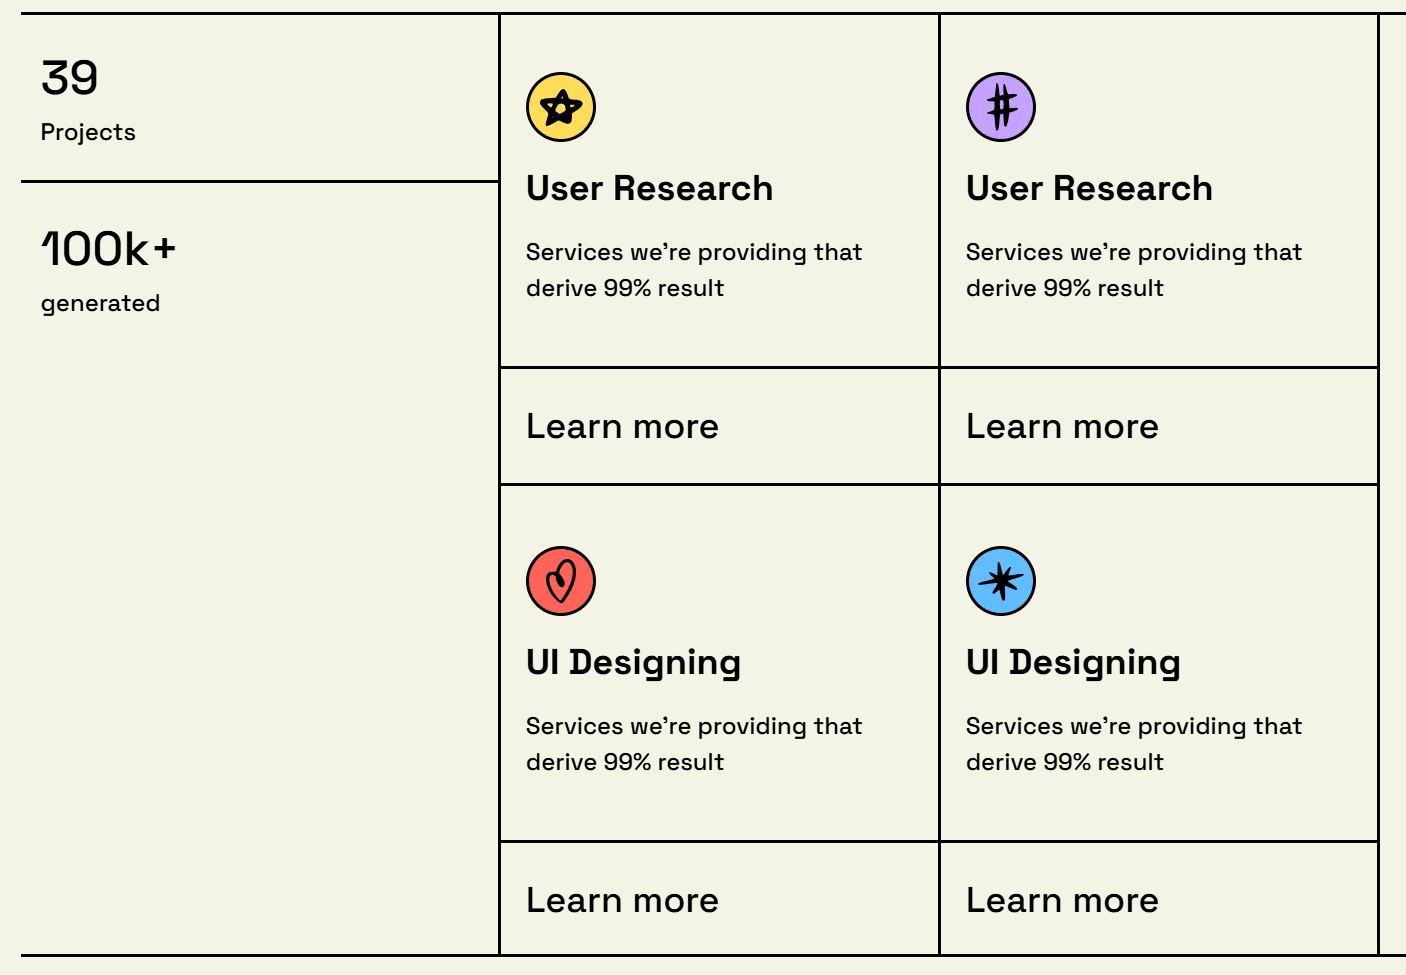 39
Projects
100k+
generated
User Research
Services we’re providing that
derive 99% result
Learn more
User Research
Services we’re providing that
derive 99% result
Learn more
UI Designing
Services we’re providing that
derive 99% result
Learn more
UI Designing
Services we’re providing that
derive 99% result
Learn more